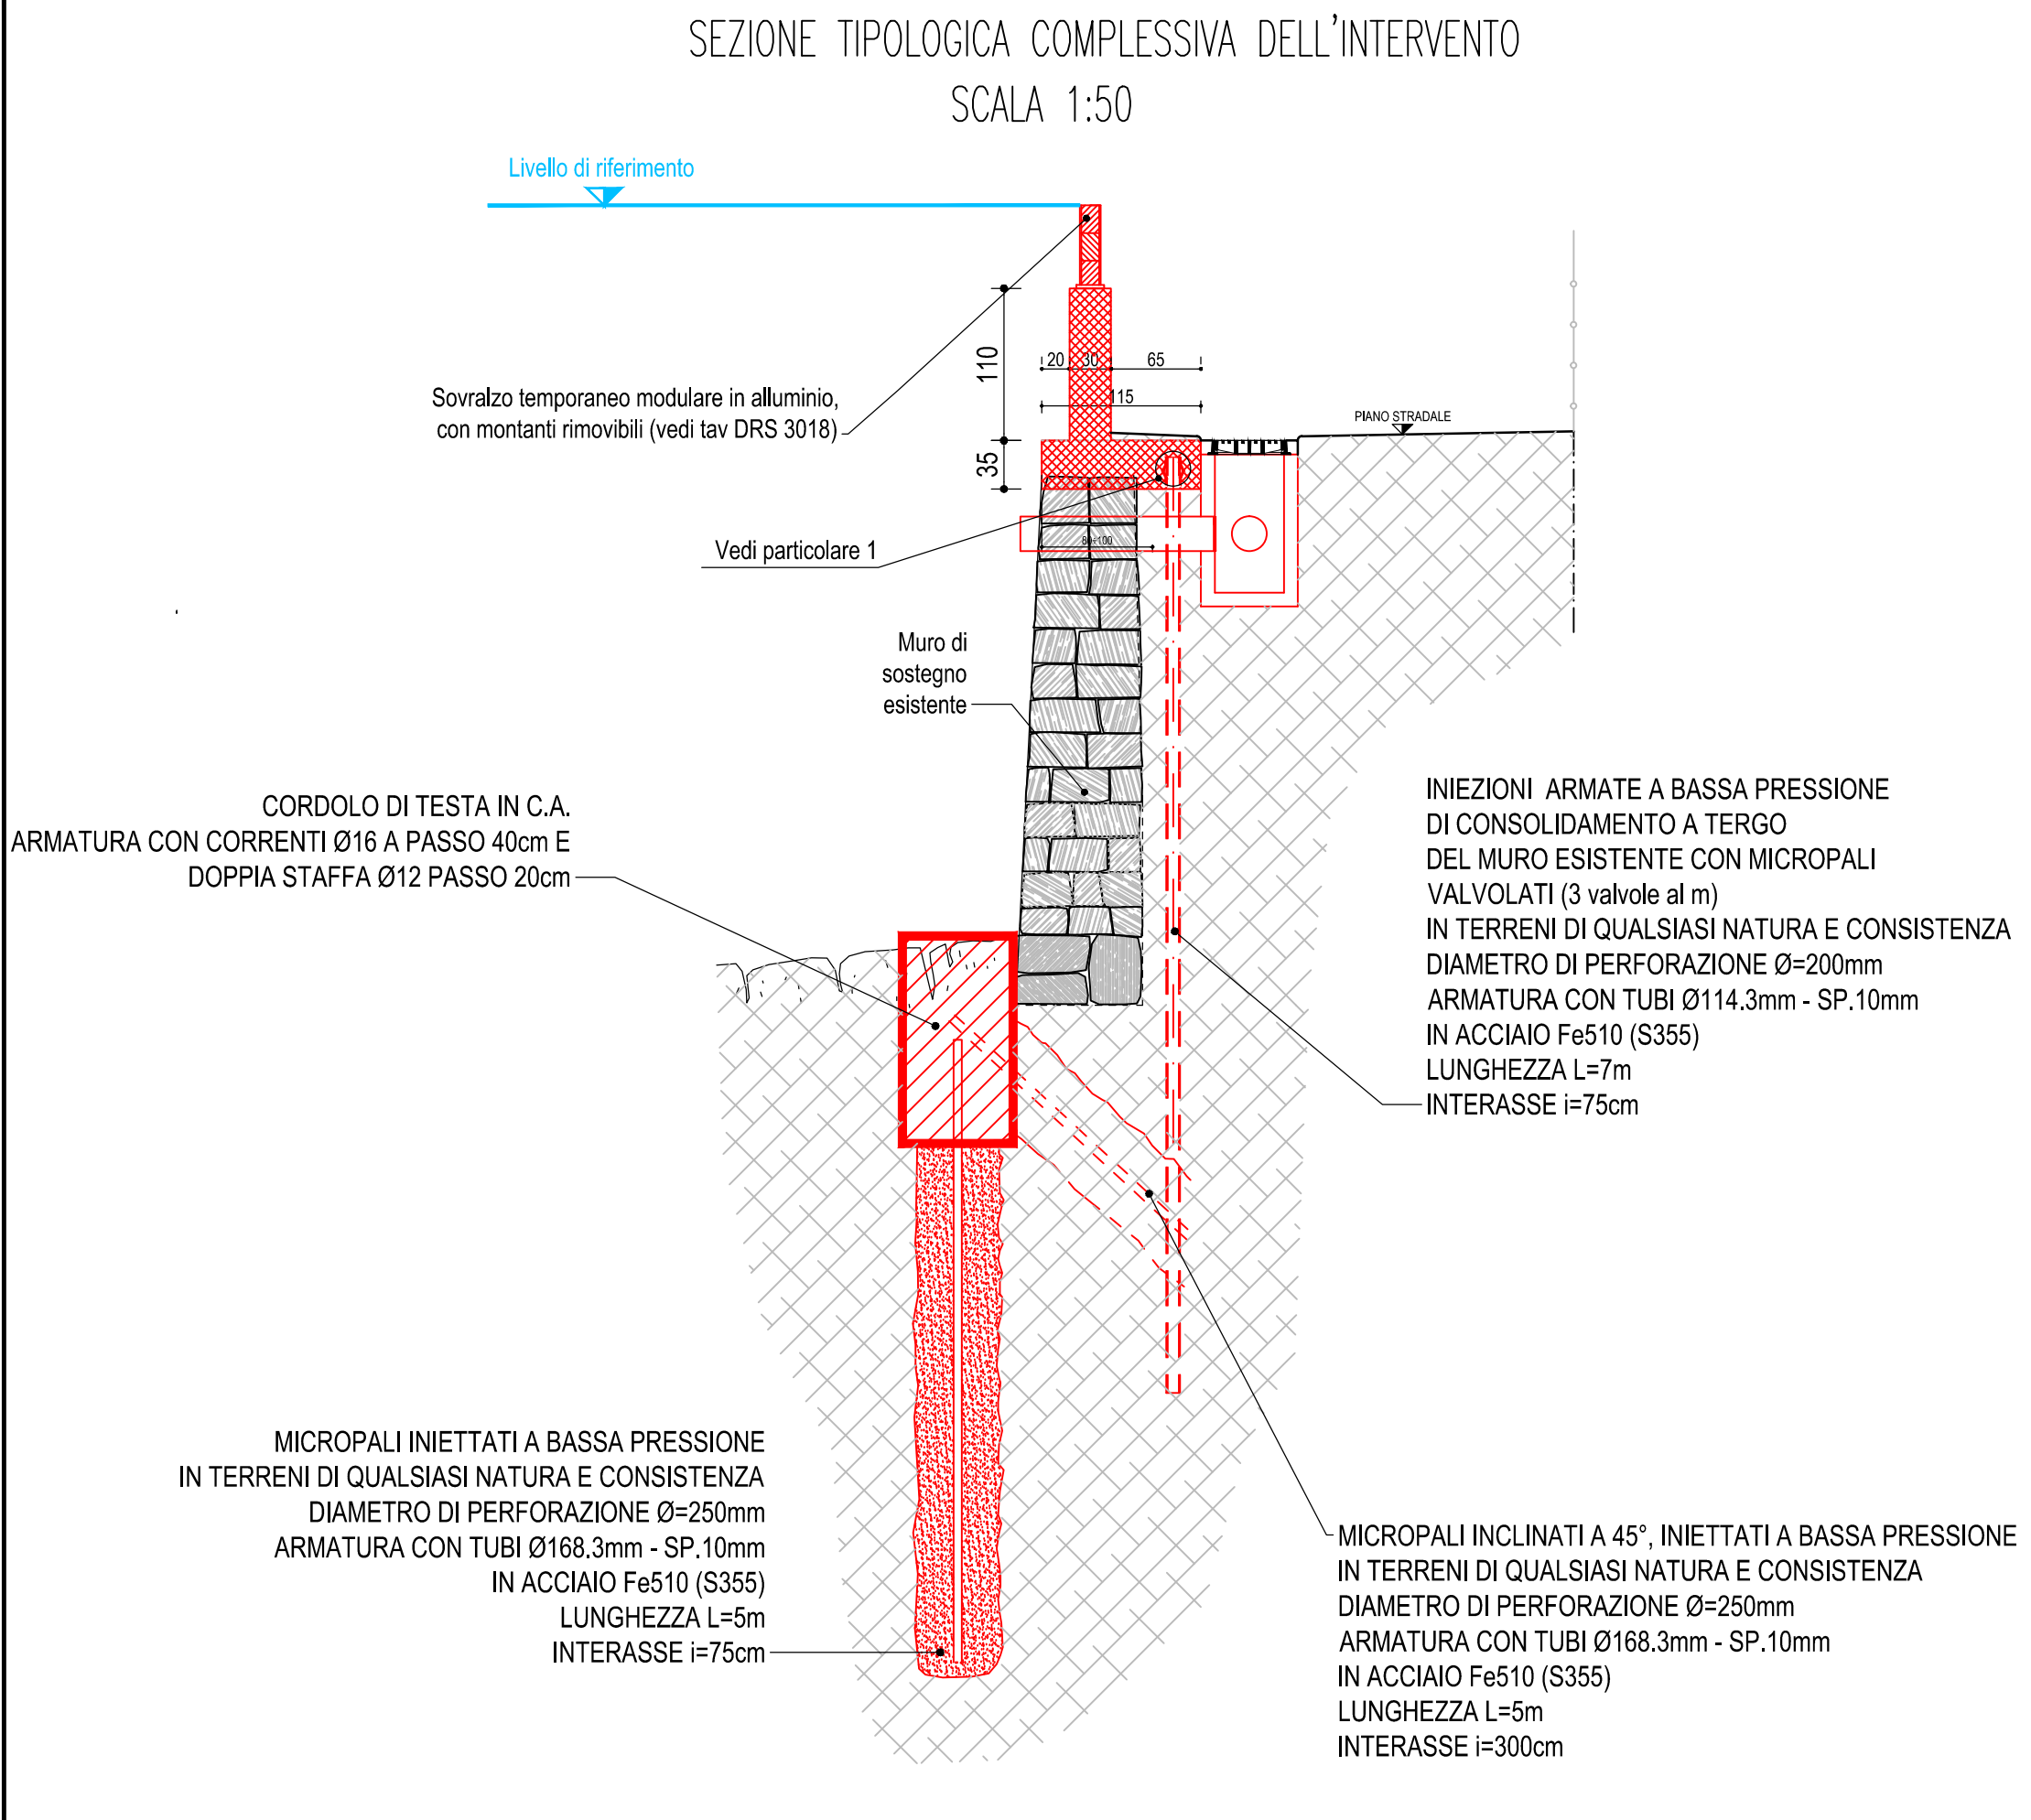 SEZIONE TIPOLOGICA COMPLESSIVA DELL'INTERVENTO
SCALA 1:50
Livello di riferimento
110
20 30 65
115
35
Sovralzo temporaneo modulare in alluminio,
con montanti rimovibili (vedi tav DRS 3018)
PIANO STRADALE
Vedi particolare 1
80÷100
Muro di
sostegno
esistente
CORDOLO DI TESTA IN C.A.
ARMATURA CON CORRENTI Ø16 A PASSO 40cm E
DOPPIA STAFFA Ø12 PASSO 20cm
INIEZIONI ARMATE A BASSA PRESSIONE
DI CONSOLIDAMENTO A TERGO
DEL MURO ESISTENTE CON MICROPALI
VALVOLATI (3 valvole al m)
IN TERRENI DI QUALSIASI NATURA E CONSISTENZA
DIAMETRO DI PERFORAZIONE Ø=200mm
ARMATURA CON TUBI Ø114.3mm - SP.10mm
IN ACCIAIO Fe510 (S355)
LUNGHEZZA L=7m
INTERASSE i=75cm
MICROPALI INIETTATI A BASSA PRESSIONE
IN TERRENI DI QUALSIASI NATURA E CONSISTENZA
DIAMETRO DI PERFORAZIONE Ø=250mm
ARMATURA CON TUBI Ø168.3mm - SP.10mm
IN ACCIAIO Fe510 (S355)
LUNGHEZZA L=5m
INTERASSE i=75cm
MICROPALI INCLINATI A 45°, INIETTATI A BASSA PRESSIONE
IN TERRENI DI QUALSIASI NATURA E CONSISTENZA
DIAMETRO DI PERFORAZIONE Ø=250mm
ARMATURA CON TUBI Ø168.3mm - SP.10mm
IN ACCIAIO Fe510 (S355)
LUNGHEZZA L=5m
INTERASSE i=300cm